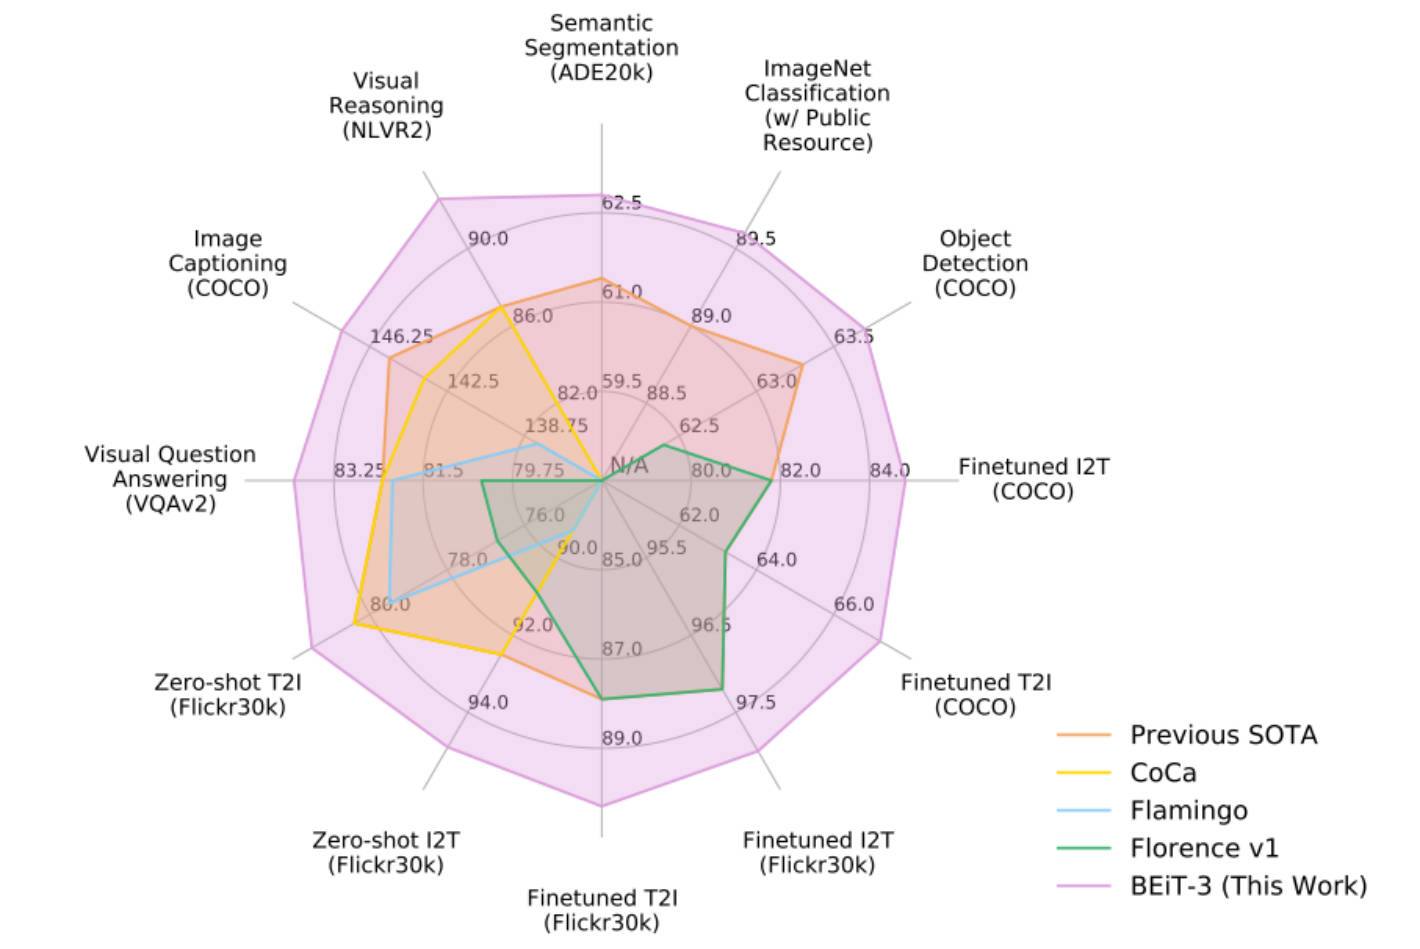 Semantic
Segmentation
(ADE20k)
ImageNet
Classification
(w/ Public
Resource)
Visual
Reasoning
(NLVR2)
Image
Captioning
(COCO)
Object
Detection
(COCO)
Visual Question
Answering
(VQAv2)
Finetuned I2T
(COCO)
Zero-shot T2I
(Flickr30k)
Finetuned T2I
(COCO)
Zero-shot I2T
(Flickr30k)
Finetuned T2I
(Flickr30k)
Finetuned I2T
(Flickr30k)
62.5
61.0
59.5
89.5
89.0
88.5
63.5
63.0
62.5
N/A
80.0
82.0
84.0
62.0
64.0
66.0
95.5
96.5
97.5
85.0
87.0
89.0
90.0
92.0
94.0
76.0
78.0
80.0
79.75
81.5
83.25
138.75
142.5
146.25
82.0
86.0
90.0
Previous SOTA
CoCa
Flamingo
Florence v1
BEiT-3 (This Work)